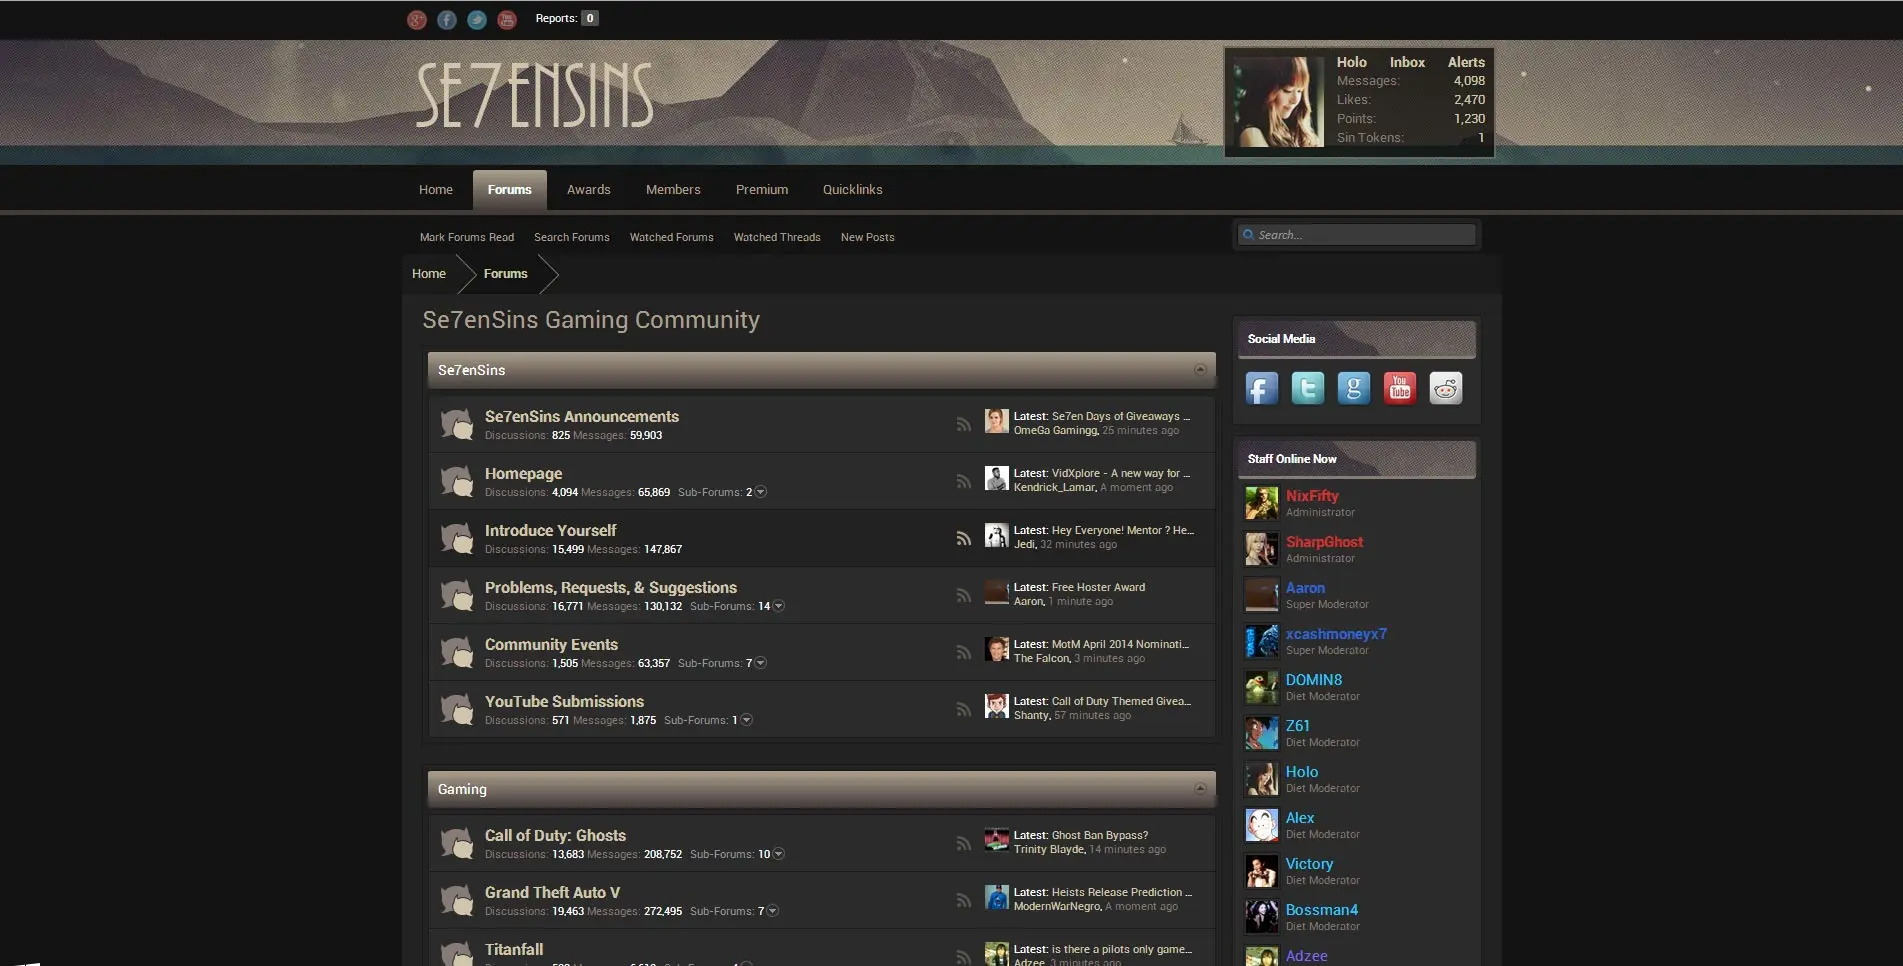 Reports: 0
SE7ENSINS
Holo Inbox Alerts
Messages: 4,098
Likes: 2,470
Points: 1,230
Sin Tokens: 1
Home Forums Awards Members Premium Quicklinks
Mark Forums Read Search Forums Watched Forums Watched Threads New Posts
Search...
Home Forums
Se7enSins Gaming Community
Se7enSins
Se7enSins Announcements
Discussions: 825 Messages: 59,903
Latest: Se7en Days of Giveaways ...
OmeGa Gamingg, 25 minutes ago
Homepage
Discussions: 4,094 Messages: 65,869 Sub-Forums: 2
Latest: VidXplore - A new way for ...
Kendrick_Lamar, A moment ago
Introduce Yourself
Discussions: 15,499 Messages: 147,867
Latest: Hey Everyone! Mentor ? He...
Jedi, 32 minutes ago
Problems, Requests, & Suggestions
Discussions: 16,771 Messages: 130,132 Sub-Forums: 14
Latest: Free Hoster Award
Aaron, 1 minute ago
Community Events
Discussions: 1,505 Messages: 63,357 Sub-Forums: 7
Latest: MotM April 2014 Nominati...
The Falcon, 3 minutes ago
YouTube Submissions
Discussions: 571 Messages: 1,875 Sub-Forums: 1
Latest: Call of Duty Themed Givea...
Shanty, 57 minutes ago
Gaming
Call of Duty: Ghosts
Discussions: 13,683 Messages: 208,752 Sub-Forums: 10
Latest: Ghost Ban Bypass?
Trinity Blayde, 14 minutes ago
Grand Theft Auto V
Discussions: 19,463 Messages: 272,495 Sub-Forums: 7
Latest: Heists Release Prediction ...
ModernWarNegro, A moment ago
Titanfall
Latest: is there a pilots only game...
Adzee, 3 minutes ago
Social Media
You Tube
Staff Online Now
NixFifty
Administrator
SharpGhost
Administrator
Aaron
Super Moderator
xcashmoneyx7
Super Moderator
DOMIN8
Diet Moderator
Z61
Diet Moderator
Holo
Diet Moderator
Alex
Diet Moderator
Victory
Diet Moderator
Bossman4
Diet Moderator
Adzee